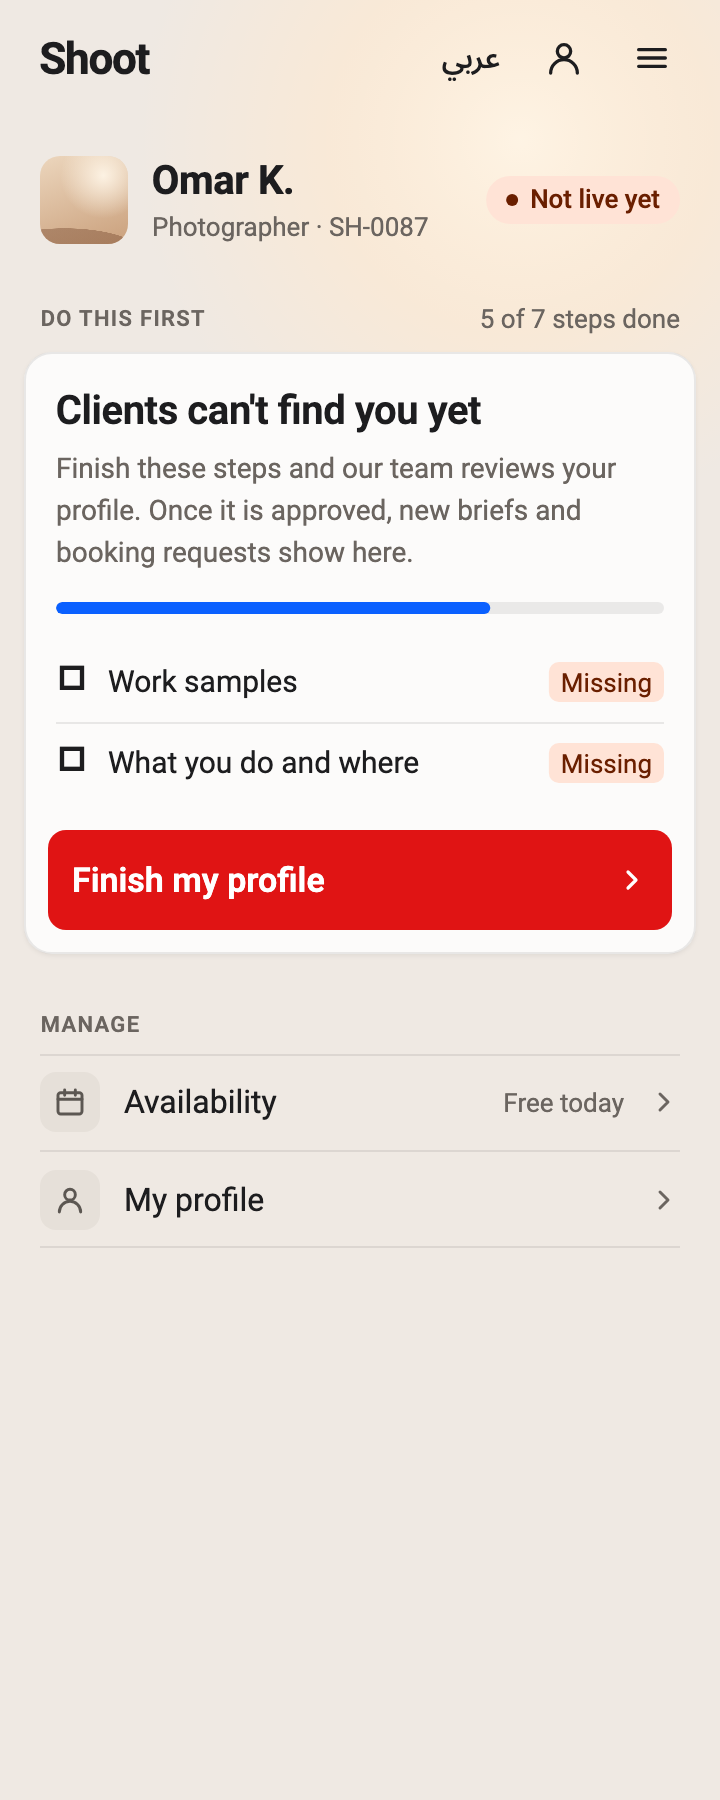 Shoot
عربي
Omar K.
Photographer · SH-0087
Not live yet
DO THIS FIRST
5 of 7 steps done
Clients can't find you yet
Finish these steps and our team reviews your
profile. Once it is approved, new briefs and
booking requests show here.
Work samples
Missing
What you do and where
Missing
Finish my profile
MANAGE
Availability
Free today
My profile